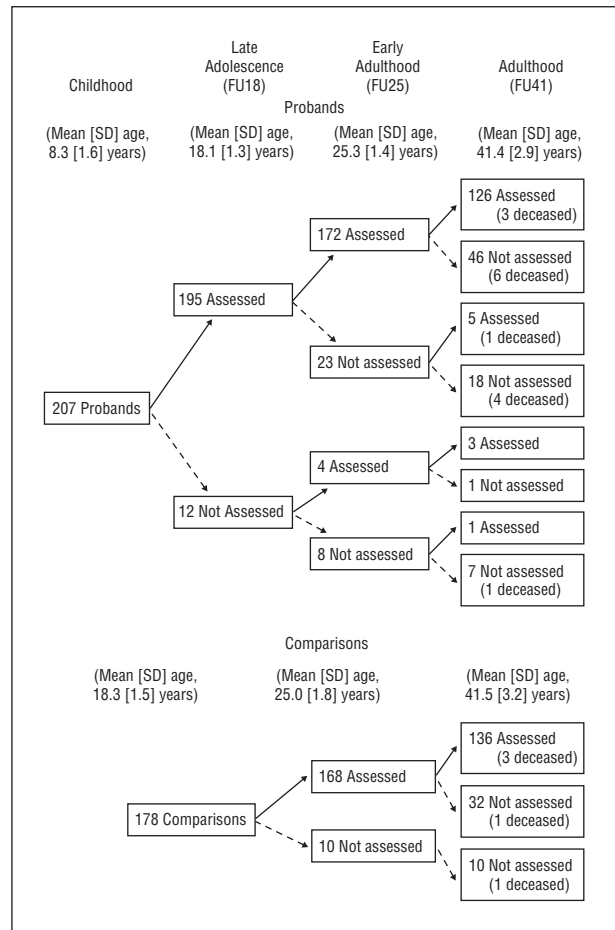 Childhood
Late
Adolescence
(FU18)
Early
Adulthood
(FU25)
Adulthood
(FU41)
Probands
(Mean [SD] age,
8.3 [1.6] years)
(Mean [SD] age,
18.1 [1.3] years)
(Mean [SD] age,
25.3 [1.4] years)
(Mean [SD] age,
41.4 [2.9] years)
126 Assessed
(3 deceased)
172 Assessed
46 Not assessed
(6 deceased)
195 Assessed
5 Assessed
(1 deceased)
23 Not assessed
18 Not assessed
(4 deceased)
207 Probands
3 Assessed
4 Assessed
1 Not assessed
12 Not Assessed
1 Assessed
8 Not assessed
7 Not assessed
(1 deceased)
Comparisons
(Mean [SD] age,
18.3 [1.5] years)
(Mean [SD] age,
25.0 [1.8] years)
(Mean [SD] age,
41.5 [3.2] years)
136 Assessed
(3 deceased)
168 Assessed
32 Not assessed
(1 deceased)
178 Comparisons
10 Not assessed
10 Not assessed
(1 deceased)